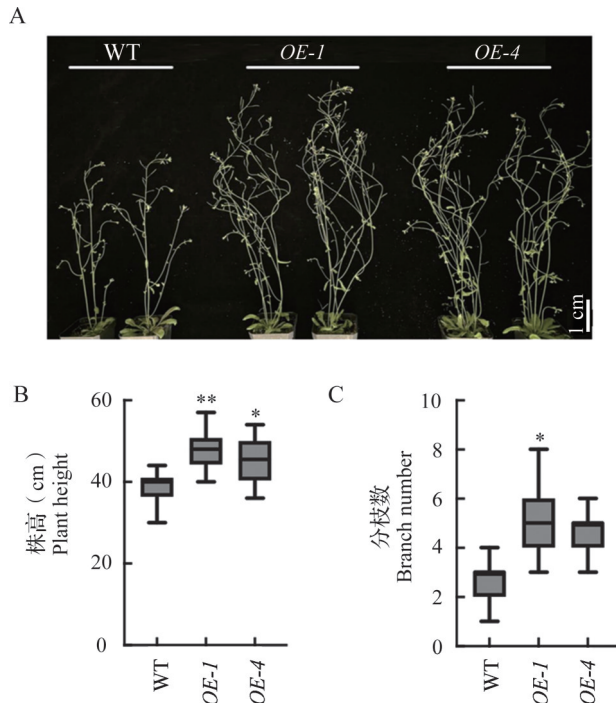 A
WT OE-1 OE-4
1 cm
B
株高（cm）
Plant height
60
40
20
0
** *
WT OE-1 OE-4
C
分枝数
Branch number
10
8
6
4
2
0
*
WT OE-1 OE-4